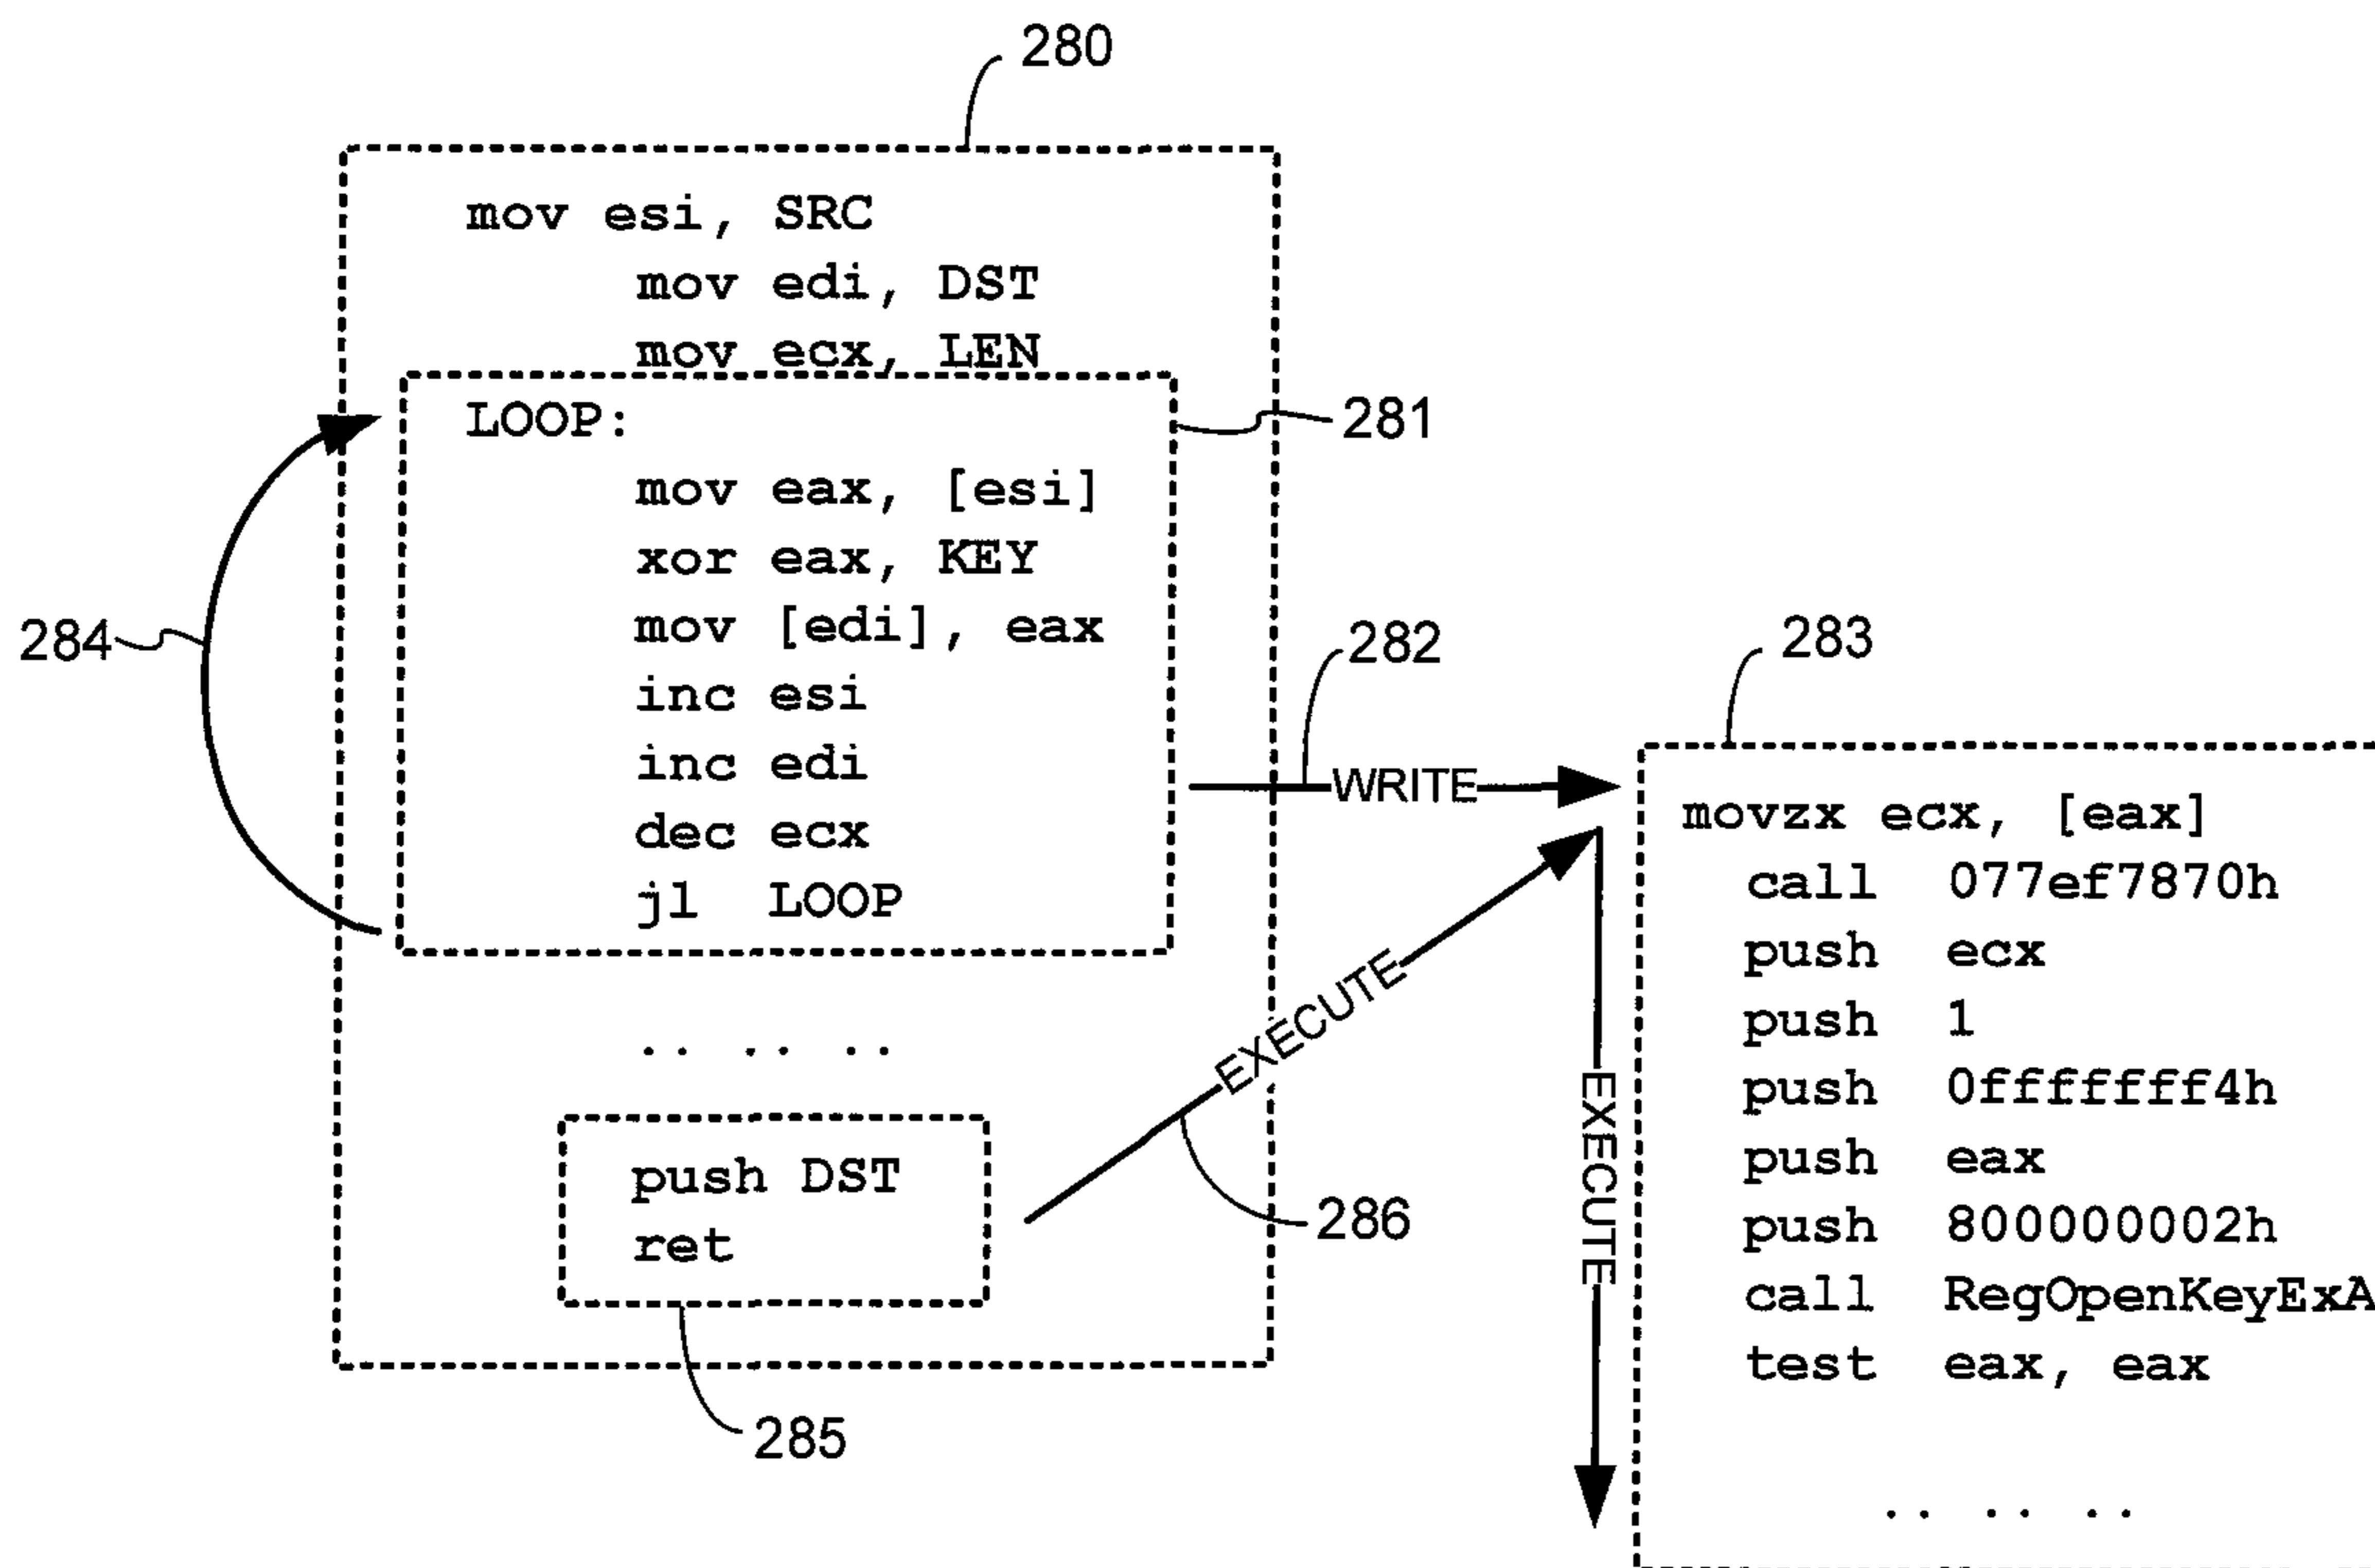 280
mov esi, SRC
mov edi, DST
mov ecx, LEN
LOOP:
281
mov eax, [esi]
xor eax, KEY
mov [edi], eax
inc esi
inc edi
dec ecx
jl LOOP
284
282
WRITE
283
.. .. ..
push DST
ret
285
EXECUTE
286
EXECUTE
movzx ecx, [eax]
call 077ef7870h
push ecx
push 1
push 0fffffff4h
push eax
push 800000002h
call RegOpenKeyExA
test eax, eax
.. .. ..